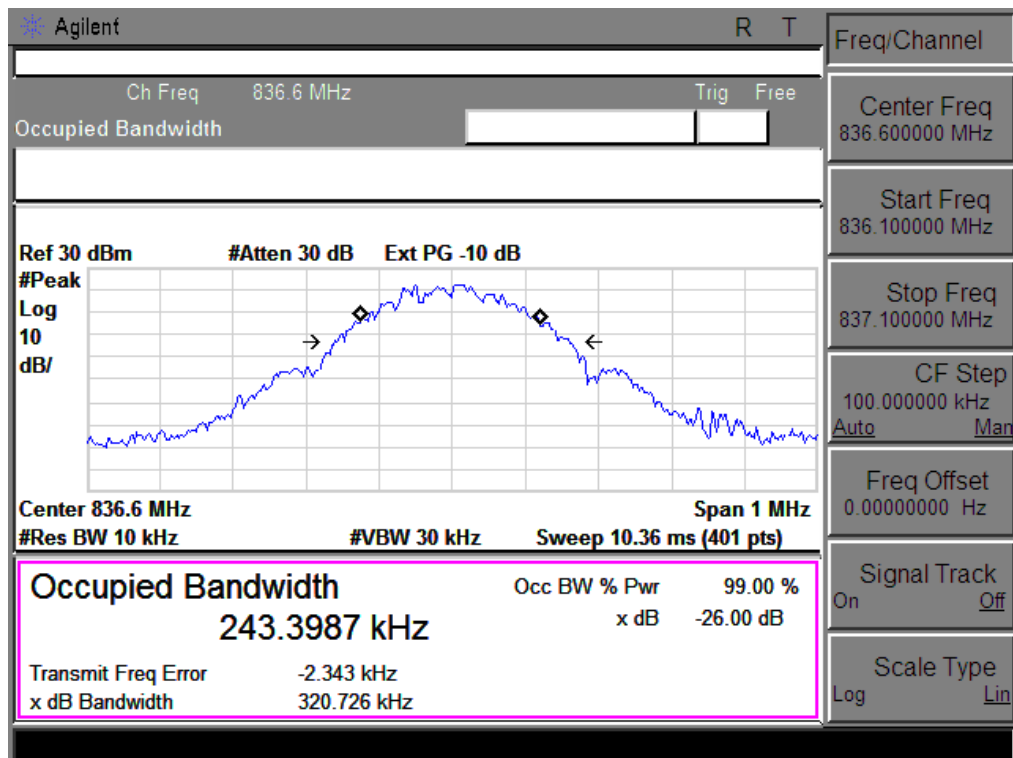 Agilent R T
Ch Freq 836.6 MHz Trig Free
Occupied Bandwidth
Ref 30 dBm #Atten 30 dB Ext PG -10 dB
#Peak
Log
10
dB/
Center 836.6 MHz Span 1 MHz
#Res BW 10 kHz #VBW 30 kHz Sweep 10.36 ms (401 pts)
Occupied Bandwidth Occ BW % Pwr 99.00 %
243.3987 kHz x dB -26.00 dB
Transmit Freq Error -2.343 kHz
x dB Bandwidth 320.726 kHz
Freq/Channel
Center Freq
836.600000 MHz
Start Freq
836.100000 MHz
Stop Freq
837.100000 MHz
CF Step
100.000000 kHz
Auto Man
Freq Offset
0.00000000 Hz
Signal Track
On Off
Scale Type
Log Lin